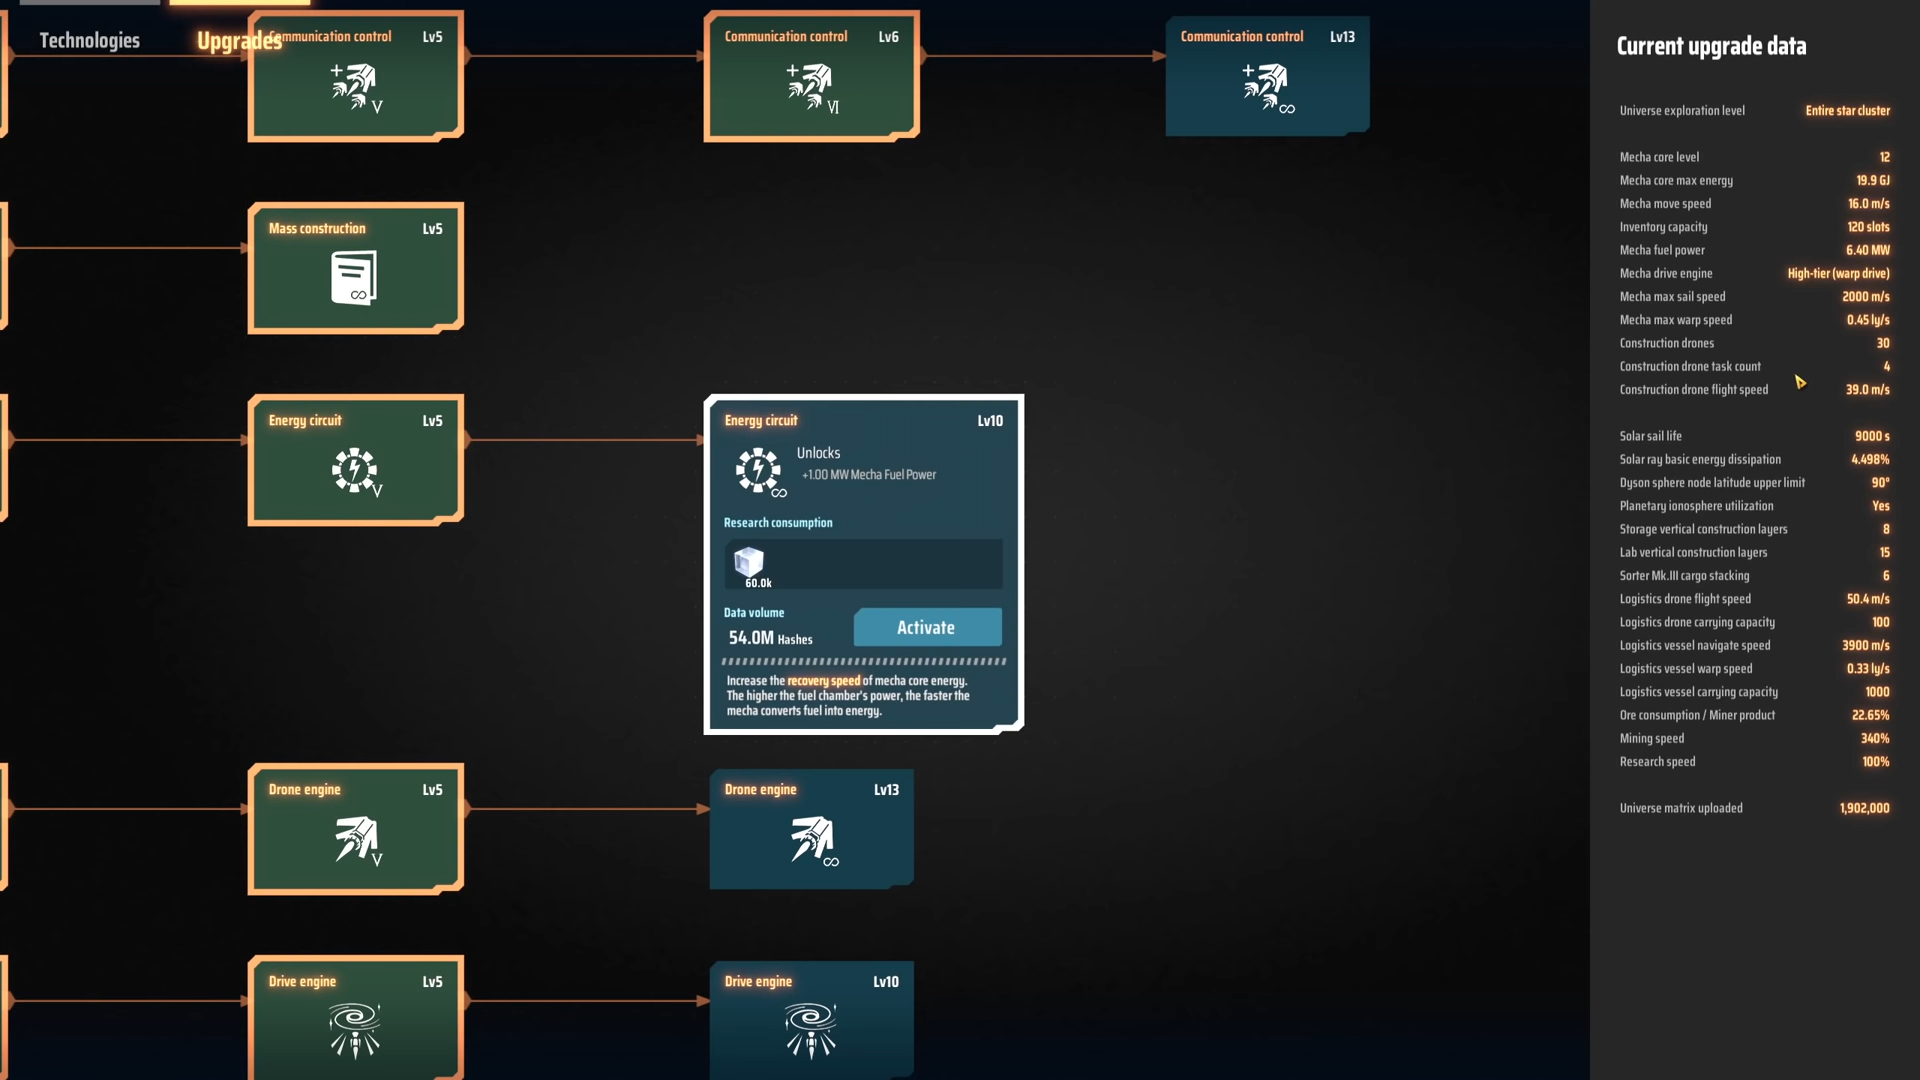 Technologies
Upgrades
Communication control Lv5
V
Communication control Lv6
VI
Communication control Lv13
∞
Mass construction Lv5
∞
Energy circuit Lv5
V
Energy circuit Lv10
Unlocks
+1.00 MW Mecha Fuel Power
∞
Research consumption
60.0k
Data volume
54.0M Hashes
Activate
Increase the recovery speed of mecha core energy.
The higher the fuel chamber's power, the faster the
mecha converts fuel into energy.
Drone engine Lv5
V
Drone engine Lv13
∞
Drive engine Lv5
Drive engine Lv10
Current upgrade data
Universe exploration level Entire star cluster
Mecha core level 12
Mecha core max energy 19.9 GJ
Mecha move speed 16.0 m/s
Inventory capacity 120 slots
Mecha fuel power 6.40 MW
Mecha drive engine High-tier (warp drive)
Mecha max sail speed 2000 m/s
Mecha max warp speed 0.45 ly/s
Construction drones 30
Construction drone task count 4
Construction drone flight speed 39.0 m/s
Solar sail life 9000 s
Solar ray basic energy dissipation 4.498%
Dyson sphere node latitude upper limit 90°
Planetary ionosphere utilization Yes
Storage vertical construction layers 8
Lab vertical construction layers 15
Sorter Mk.III cargo stacking 6
Logistics drone flight speed 50.4 m/s
Logistics drone carrying capacity 100
Logistics vessel navigate speed 3900 m/s
Logistics vessel warp speed 0.33 ly/s
Logistics vessel carrying capacity 1000
Ore consumption / Miner product 22.65%
Mining speed 340%
Research speed 100%
Universe matrix uploaded 1,902,000